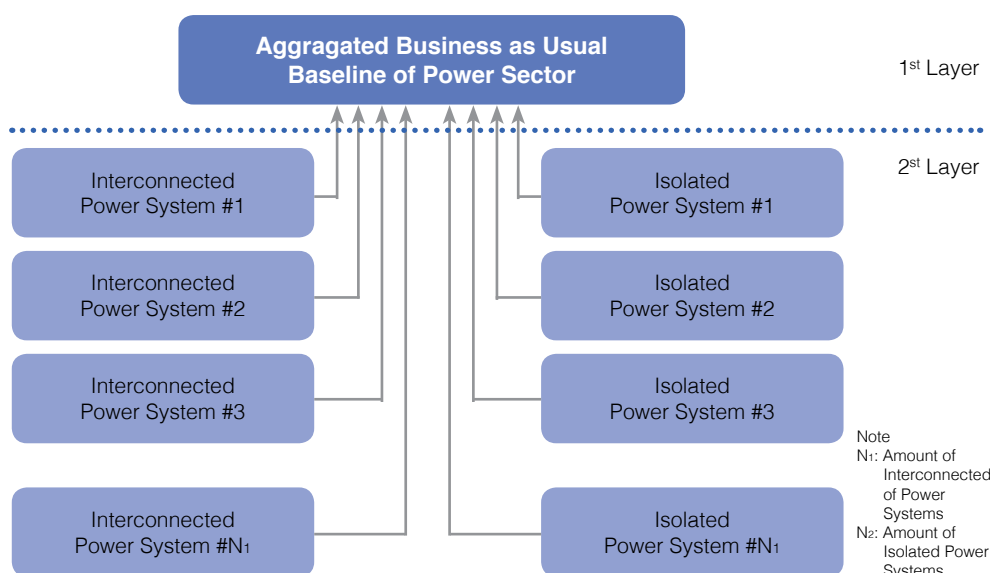 Aggragated Business as Usual
Baseline of Power Sector
1st Layer
2st Layer
Interconnected
Power System #1
Isolated
Power System #1
Interconnected
Power System #2
Isolated
Power System #2
Interconnected
Power System #3
Isolated
Power System #3
Interconnected
Power System #N1
Isolated
Power System #N1
Note
N1: Amount of
Interconnected
of Power
Systems
N2: Amount of
Isolated Power
Systems